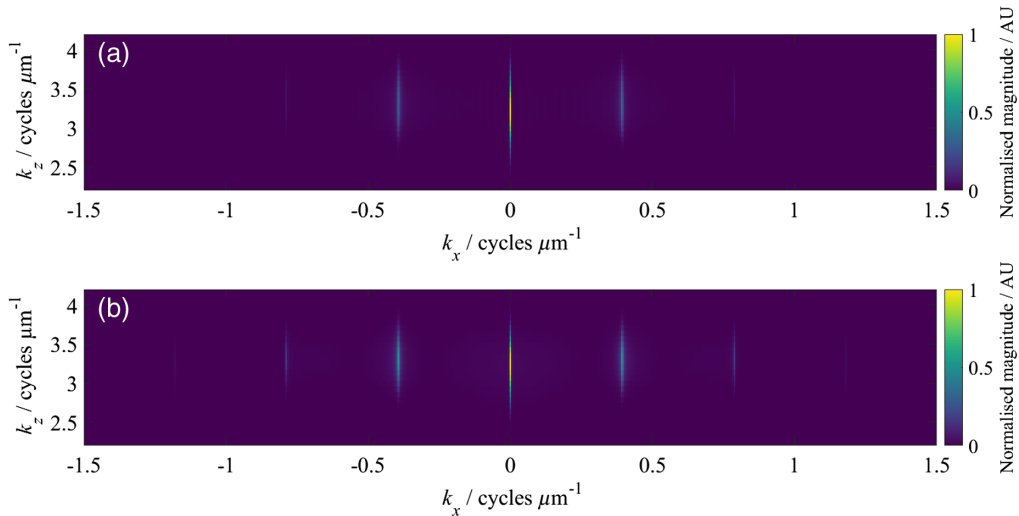 (a)
4
3.5
3
2.5
k_z / cycles µm^-1
-1.5 -1 -0.5 0 0.5 1 1.5
k_x / cycles µm^-1
1
0.5
0
Normalised magnitude / AU
(b)
4
3.5
3
2.5
k_z / cycles µm^-1
-1.5 -1 -0.5 0 0.5 1 1.5
k_x / cycles µm^-1
1
0.5
0
Normalised magnitude / AU